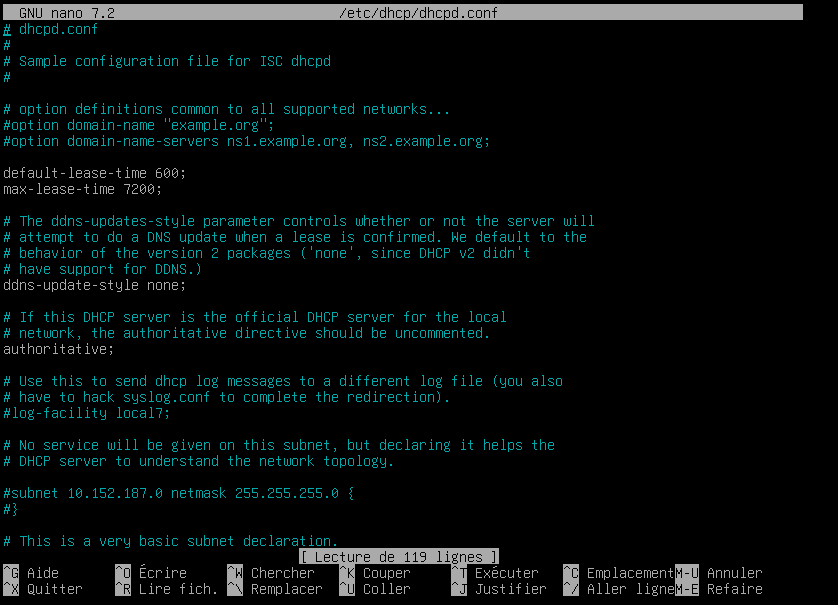 GNU nano 7.2 /etc/dhcp/dhcpd.conf
# dhcpd.conf
#
# Sample configuration file for ISC dhcpd
#
# option definitions common to all supported networks...
#option domain-name "example.org";
#option domain-name-servers ns1.example.org, ns2.example.org;
default-lease-time 600;
max-lease-time 7200;
# The ddns-updates-style parameter controls whether or not the server will
# attempt to do a DNS update when a lease is confirmed. We default to the
# behavior of the version 2 packages ('none', since DHCP v2 didn't
# have support for DDNS.)
ddns-update-style none;
# If this DHCP server is the official DHCP server for the local
# network, the authoritative directive should be uncommented.
authoritative;
# Use this to send dhcp log messages to a different log file (you also
# have to hack syslog.conf to complete the redirection).
#log-facility local7;
# No service will be given on this subnet, but declaring it helps the
# DHCP server to understand the network topology.
#subnet 10.152.187.0 netmask 255.255.255.0 {
#}
# This is a very basic subnet declaration.
[ Lecture de 119 lignes ]
^G Aide ^O Écrire ^W Chercher ^K Couper ^T Exécuter ^C Emplacement M-U Annuler
^X Quitter ^R Lire fich. ^\ Remplacer ^U Coller ^J Justifier ^/ Aller ligne M-E Refaire